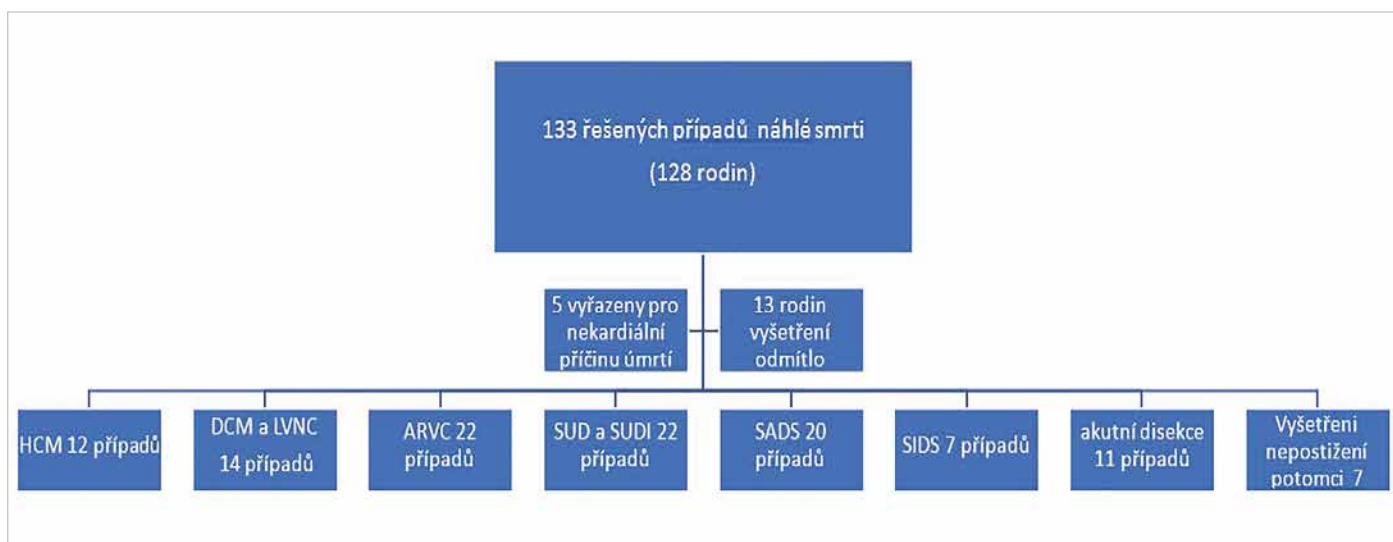 133 řešených případů náhlé smrti
(128 rodin)
5 vyřazeny pro
nekardiální
příčinu úmrtí
13 rodin
vyšetření
odmítlo
HCM 12 případů
DCM a LVNC
14 případů
ARVC 22
případů
SUD a SUDI 22
případů
SADS 20
případů
SIDS 7 případů
akutní disekce
11 případů
Vyšetřeni
nepostižení
potomci 7